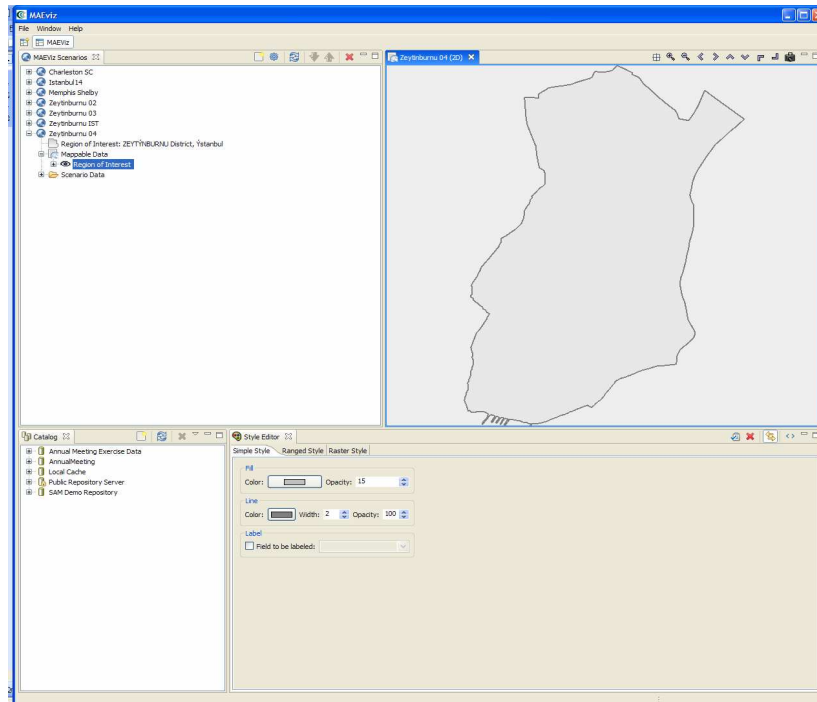 MAEviz
File Window Help
MAEViz
MAEViz Scenarios
Charleston SC
Istanbul14
Memphis Shelby
Zeytinburnu 02
Zeytinburnu 03
Zeytinburnu IST
Zeytinburnu 04
Region of Interest: ZEYTÝNBURNU District, Ýstanbul
Mappable Data
Region of Interest
Scenario Data
Zeytinburnu 04 (2D)
Catalog
Annual Meeting Exercise Data
AnnualMeeting
Local Cache
Public Repository Server
SAM Demo Repository
Style Editor
Simple Style Ranged Style Raster Style
Fill
Color: Opacity: 15
Line
Color: Width: 2 Opacity: 100
Label
Field to be labeled: